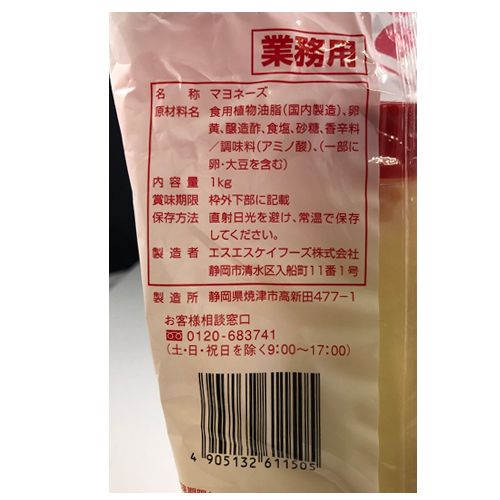 業務用
名　称 マヨネーズ
原材料名 食用植物油脂(国内製造)、卵
黄、醸造酢、食塩、砂糖、香辛料
／調味料(アミノ酸)、(一部に
卵・大豆を含む)
内容量 1kg
賞味期限 枠外下部に記載
保存方法 直射日光を避け、常温で保存
してください。
製造者 エスエスケイフーズ株式会社
静岡市清水区入船町11番1号
製造所 静岡県焼津市高新田477-1
お客様相談窓口
0120-683741
(土・日・祝日を除く9:00〜17:00)
4 905132 611505